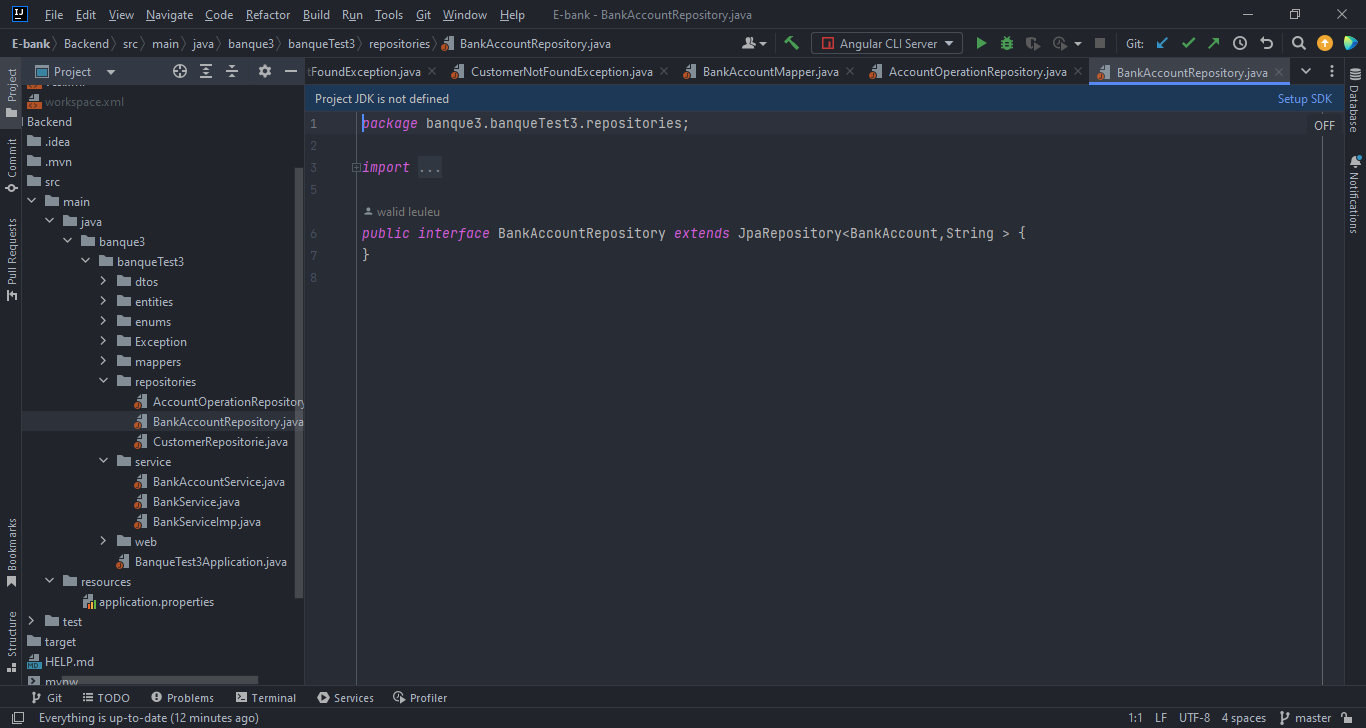 File Edit View Navigate Code Refactor Build Run Tools Git Window Help E-bank - BankAccountRepository.java
E-bank Backend src main java banque3 banqueTest3 repositories BankAccountRepository.java Angular CLI Server Git:
Project
tFoundException.java CustomerNotFoundException.java BankAccountMapper.java AccountOperationRepository.java BankAccountRepository.java
Project JDK is not defined Setup SDK
OFF
1 package banque3.banqueTest3.repositories;
2
3 import ...
5
walid leuleu
6 public interface BankAccountRepository extends JpaRepository<BankAccount,String > {
7 }
8
workspace.xml
Backend
.idea
.mvn
src
main
java
banque3
banqueTest3
dtos
entities
enums
Exception
mappers
repositories
AccountOperationRepository
BankAccountRepository.java
CustomerRepositorie.java
service
BankAccountService.java
BankService.java
BankServiceImp.java
web
BanqueTest3Application.java
resources
application.properties
test
target
HELP.md
mvnw
Project
Commit
Pull Requests
Bookmarks
Structure
Database
Notifications
Git TODO Problems Terminal Services Profiler
Everything is up-to-date (12 minutes ago) 1:1 LF UTF-8 4 spaces master